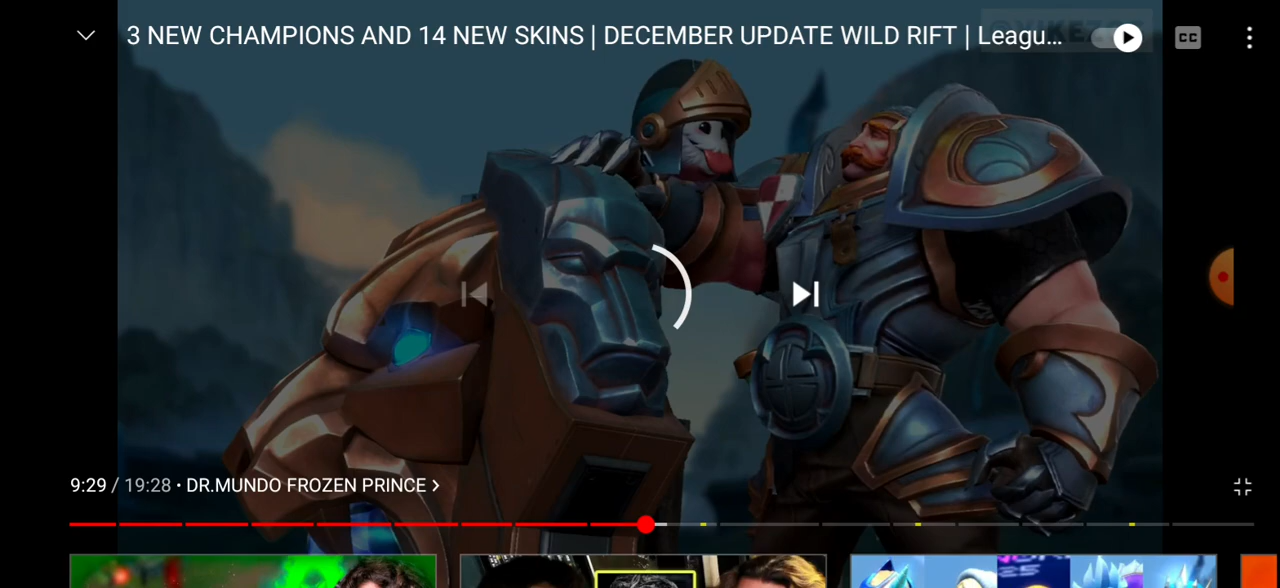 3 NEW CHAMPIONS AND 14 NEW SKINS | DECEMBER UPDATE WILD RIFT | Leagu...
CC
9:29 / 19:28 • DR.MUNDO FROZEN PRINCE >